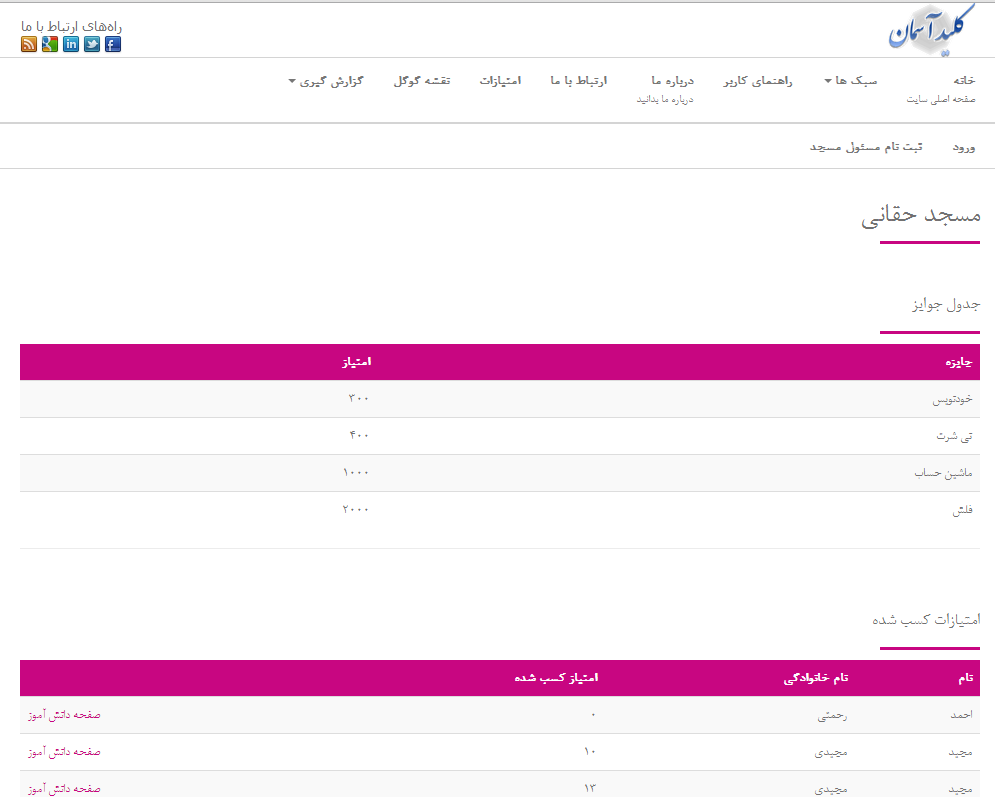 کلید آسمان
راه‌های ارتباط با ما
خانه
صفحه اصلی سایت
سبک ها
راهنمای کاربر
درباره ما
درباره ما بدانید
ارتباط با ما
امتیازات
نقشه گوگل
گزارش گیری
ورود
ثبت نام مسئول مسجد
مسجد حقانی
جدول جوایز
جایزه امتیاز
خودنویس ۳۰۰
تی شرت ۴۰۰
ماشین حساب ۱۰۰۰
فلش ۲۰۰۰
امتیازات کسب شده
نام نام خانوادگی امتیاز کسب شده
احمد رحمتی ۰ صفحه دانش آموز
مجید مجیدی ۱۰ صفحه دانش آموز
مجید مجیدی ۱۳ صفحه دانش آموز